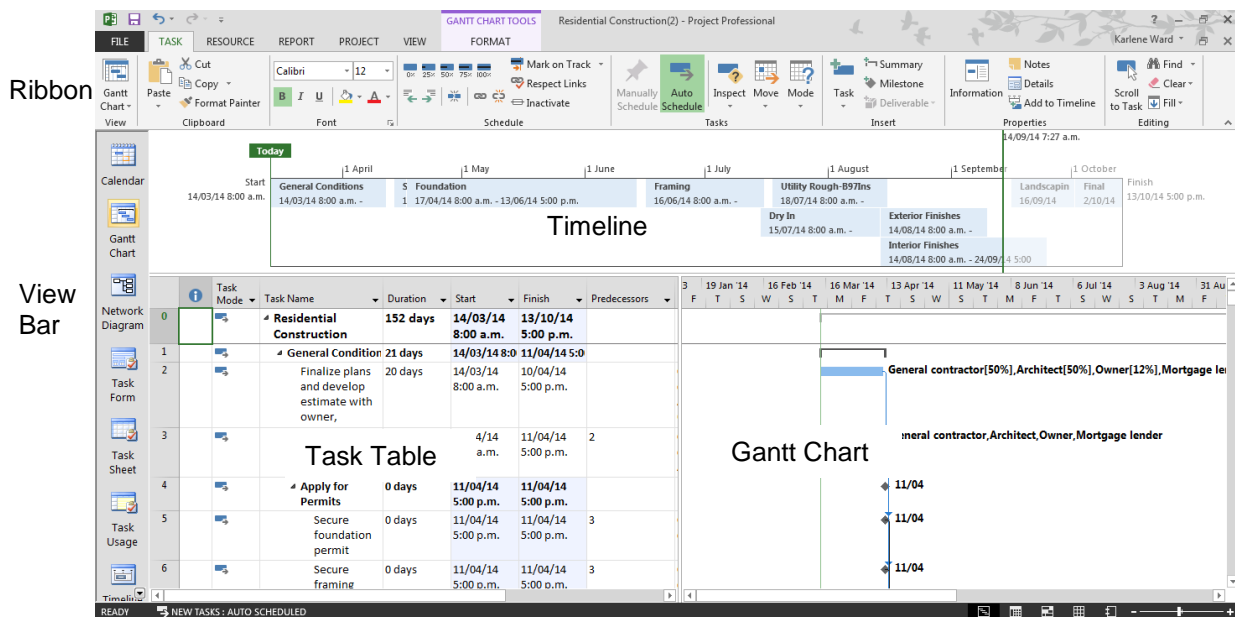 GANTT CHART TOOLS
Residential Construction(2) - Project Professional
?
FILE TASK RESOURCE REPORT PROJECT VIEW FORMAT
Karlene Ward
Ribbon
Gantt
Chart
View
Paste
Cut
Copy
Format Painter
Clipboard
Calibri 12
B I U A
Font
0× 25× 50× 75× 100×
Mark on Track
Respect Links
Inactivate
Schedule
Manually
Schedule
Auto
Schedule
Inspect Move Mode
Tasks
Task
Summary
Milestone
Deliverable
Insert
Information
Notes
Details
Add to Timeline
Properties
Scroll
to Task
Find
Clear
Fill
Editing
14/09/14 7:27 a.m.
Today
1 April 1 May 1 June 1 July 1 August 1 September 1 October
Start
14/03/14 8:00 a.m.
General Conditions
14/03/14 8:00 a.m. -
S
1
Foundation
17/04/14 8:00 a.m. - 13/06/14 5:00 p.m.
Framing
16/06/14 8:00 a.m. -
Utility Rough-B97Ins
18/07/14 8:00 a.m. -
Landscapin
16/09/14
Final
2/10/14
Finish
13/10/14 5:00 p.m.
Dry In
15/07/14 8:00 a.m. -
Exterior Finishes
14/08/14 8:00 a.m. -
Interior Finishes
14/08/14 8:00 a.m. - 24/09/14 5:00
Timeline
View
Bar
Calendar
Gantt
Chart
Network
Diagram
Task
Form
Task
Sheet
Task
Usage
Timeline
Task
Mode
Task Name Duration Start Finish Predecessors
0
Residential
Construction
152 days
14/03/14
8:00 a.m.
13/10/14
5:00 p.m.
1 General Condition 21 days 14/03/14 8:0 11/04/14 5:0
2
Finalize plans
and develop
estimate with
owner,
20 days
14/03/14
8:00 a.m.
10/04/14
5:00 p.m.
3
4/14
a.m.
11/04/14
5:00 p.m.
2
Task Table
4
Apply for
Permits
0 days
11/04/14
5:00 p.m.
11/04/14
5:00 p.m.
5
Secure
foundation
permit
0 days
11/04/14
5:00 p.m.
11/04/14
5:00 p.m.
3
6
Secure
framing
0 days
11/04/14
5:00 p.m.
11/04/14
5:00 p.m.
3
3 19 Jan '14 16 Feb '14 16 Mar '14 13 Apr '14 11 May '14 8 Jun '14 6 Jul '14 3 Aug '14 31 Au
F T S W S T M F T S W S T M F T S W S T M F
General contractor[50%],Architect[50%],Owner[12%],Mortgage le
eneral contractor,Architect,Owner,Mortgage lender
Gantt Chart
11/04
11/04
11/04
READY NEW TASKS : AUTO SCHEDULED